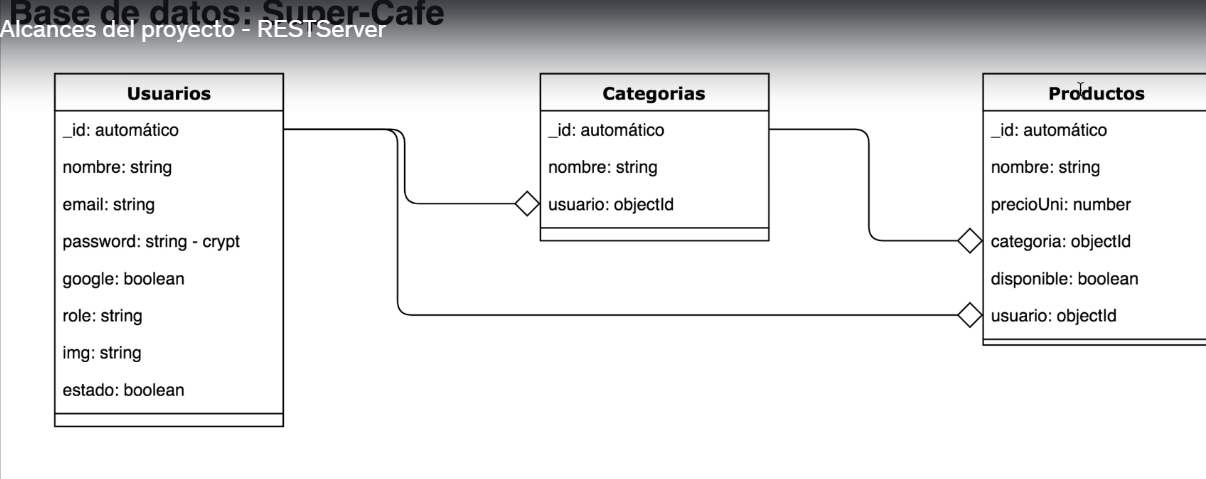 Base de datos: Super-Cafe
Alcances del proyecto - RESTServer
Usuarios
_id: automático
nombre: string
email: string
password: string - crypt
google: boolean
role: string
img: string
estado: boolean
Categorias
_id: automático
nombre: string
usuario: objectId
Productos
_id: automático
nombre: string
precioUni: number
categoria: objectId
disponible: boolean
usuario: objectId